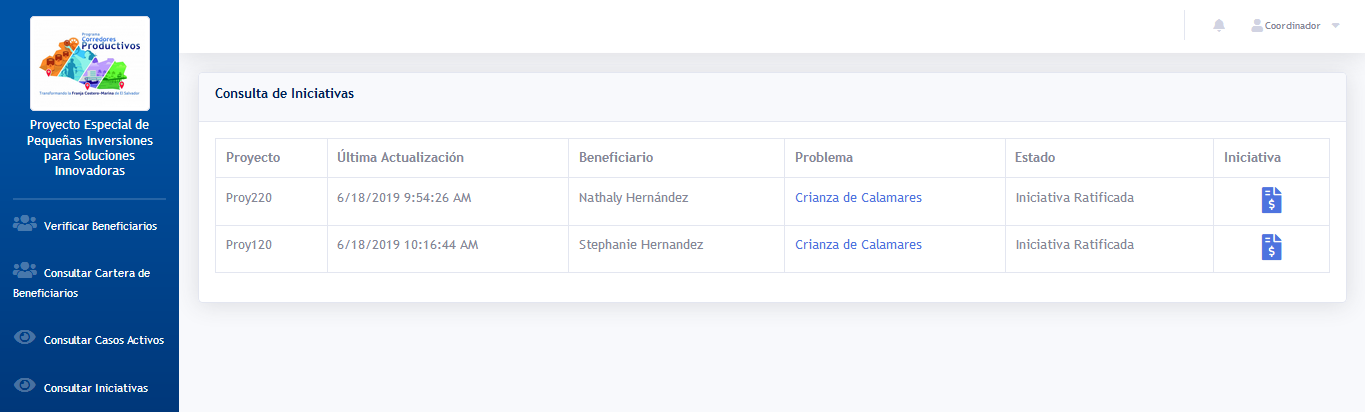 Programa
Corredores
Productivos
Transformando la Franja Costero-Marina de El Salvador
Proyecto Especial de
Pequeñas Inversiones
para Soluciones
Innovadoras
Verificar Beneficiarios
Consultar Cartera de
Beneficiarios
Consultar Casos Activos
Consultar Iniciativas
Coordinador
Consulta de Iniciativas
Proyecto Última Actualización Beneficiario Problema Estado Iniciativa
Proy220 6/18/2019 9:54:26 AM Nathaly Hernández Crianza de Calamares Iniciativa Ratificada $
Proy120 6/18/2019 10:16:44 AM Stephanie Hernandez Crianza de Calamares Iniciativa Ratificada $